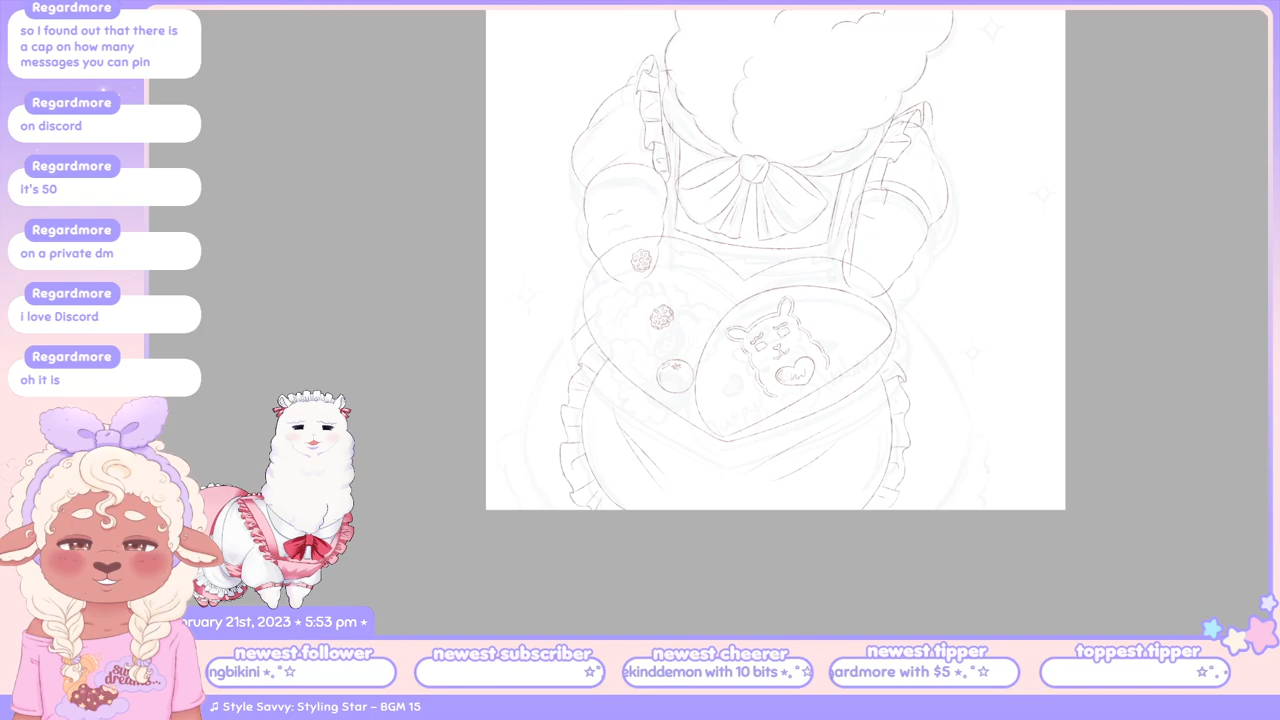 Regardmore
so I found out that there is
a cap on how many
messages you can pin
Regardmore
on discord
Regardmore
it's 50
Regardmore
on a private dm
Regardmore
i love Discord
Regardmore
oh it is
21st, 2023 ⋆ 5:53 pm ⋆
newest follower
ngbikini ⋆｡˚☆
newest subscriber
☆˚
newest cheerer
ekinddemon with 10 bits ⋆｡˚☆
newest tipper
ardmore with $5 ⋆｡˚☆
toppest tipper
☆˚｡⋆
♫ Style Savvy: Styling Star - BGM 15